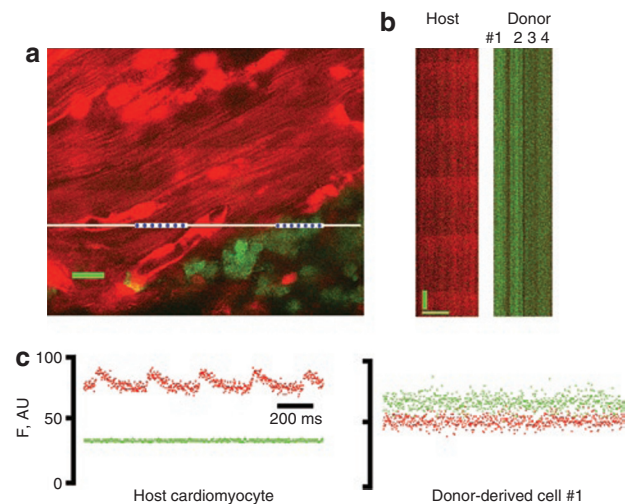 a
b
Host
Donor
#1 2 3 4
c
100
50
0
F, AU
200 ms
Host cardiomyocyte
Donor-derived cell #1